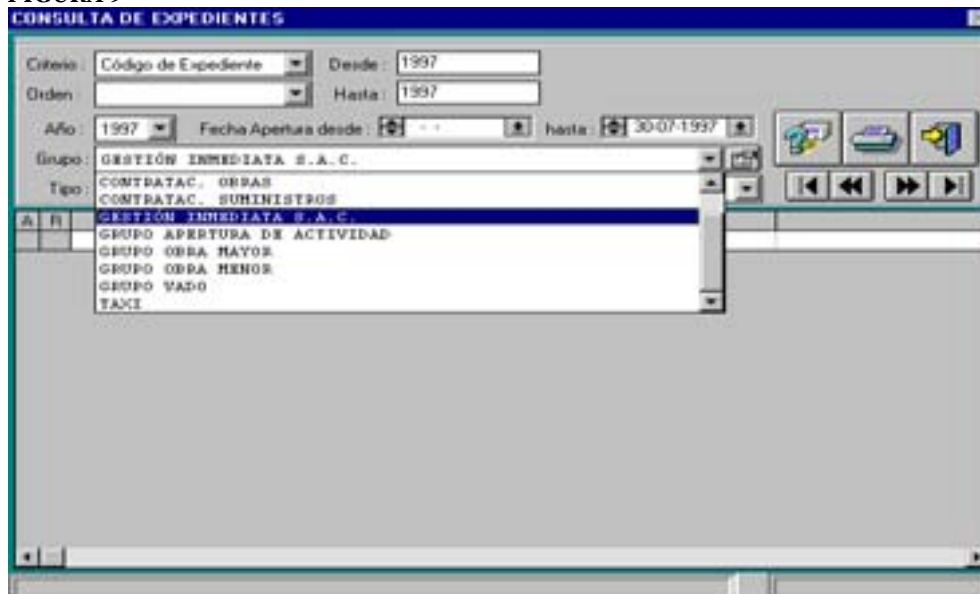 CONSULTA DE EXPEDIENTES
Criterio : Código de Expediente Desde : 1997
Orden : Hasta : 1997
Año : 1997 Fecha Apertura desde : - - hasta : 30-07-1997
Grupo : GESTIÓN INMEDIATA S.A.C.
Tipo :
CONTRATAC. OBRAS
CONTRATAC. SUMINISTROS
GESTIÓN INMEDIATA S.A.C.
GRUPO APERTURA DE ACTIVIDAD
GRUPO OBRA MAYOR
GRUPO OBRA MENOR
GRUPO VADO
TAXI
A R